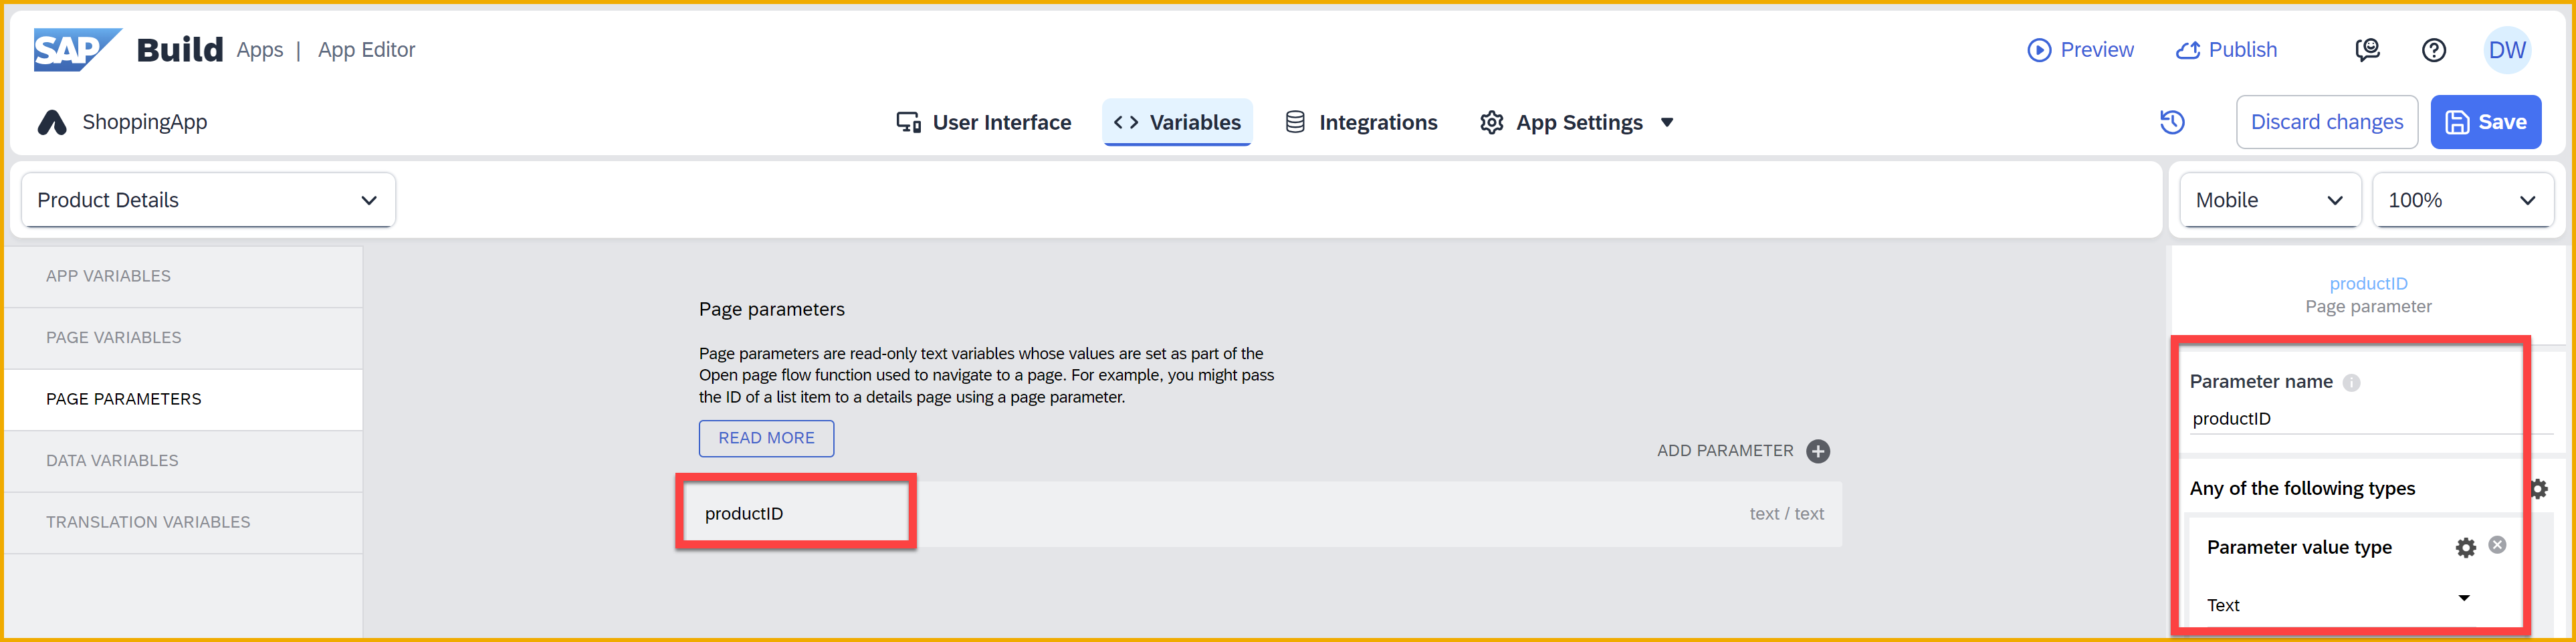 SAP Build Apps | App Editor
Preview
Publish
DW
ShoppingApp
User Interface
Variables
Integrations
App Settings
Discard changes
Save
Product Details
Mobile
100%
APP VARIABLES
PAGE VARIABLES
PAGE PARAMETERS
DATA VARIABLES
TRANSLATION VARIABLES
Page parameters
Page parameters are read-only text variables whose values are set as part of the
Open page flow function used to navigate to a page. For example, you might pass
the ID of a list item to a details page using a page parameter.
READ MORE
ADD PARAMETER
productID
text / text
productID
Page parameter
Parameter name
productID
Any of the following types
Parameter value type
Text